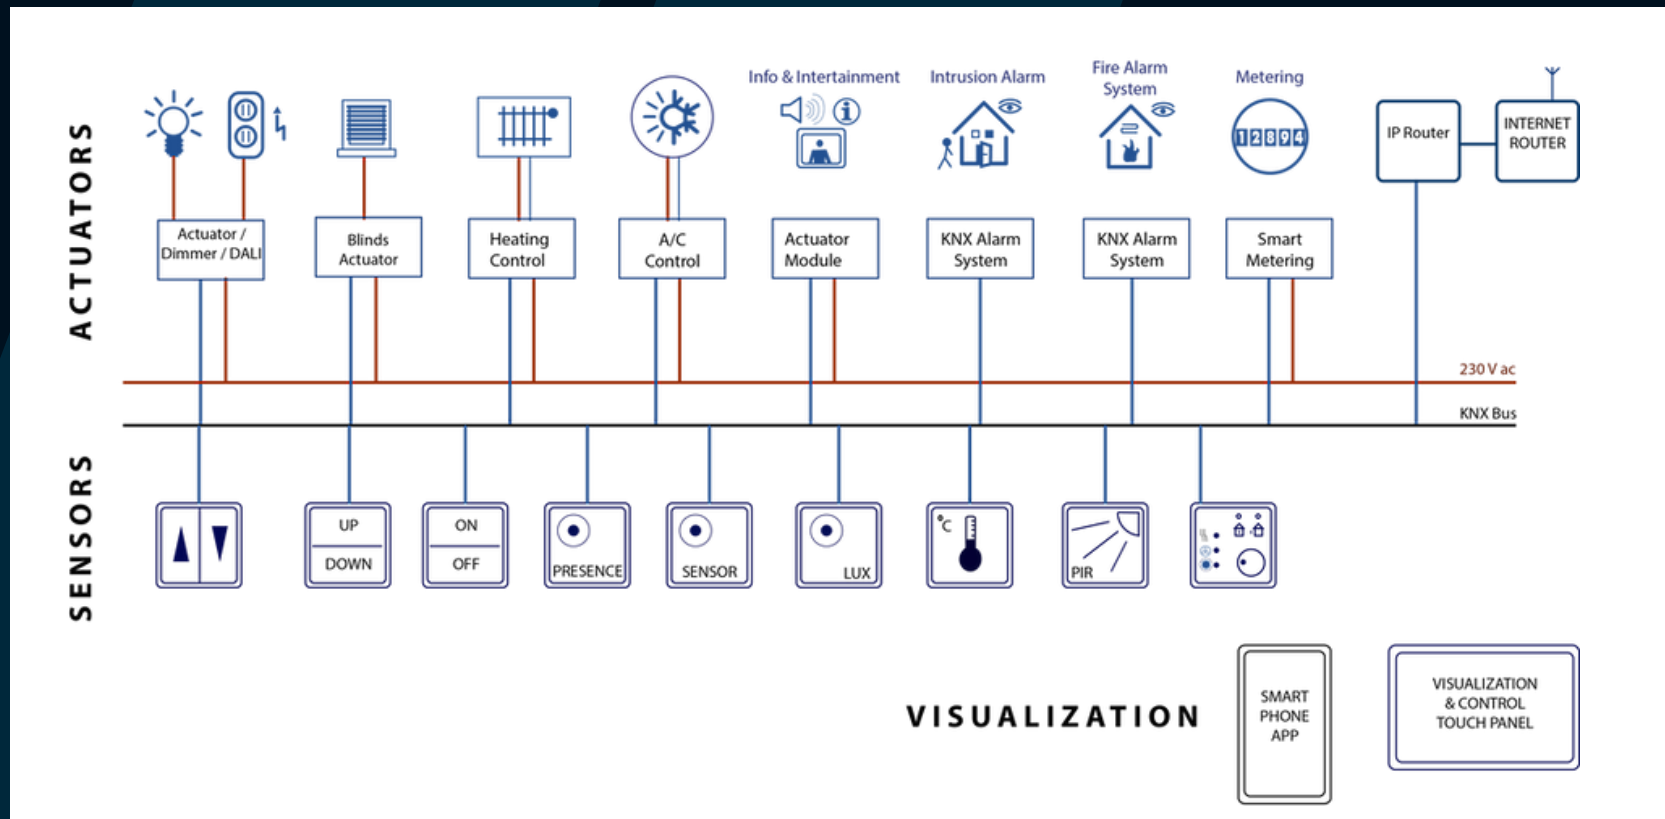 ACTUATORS
Info & Intertainment
Intrusion Alarm
Fire Alarm
System
Metering
12894
IP Router
INTERNET
ROUTER
Actuator /
Dimmer / DALI
Blinds
Actuator
Heating
Control
A/C
Control
Actuator
Module
KNX Alarm
System
KNX Alarm
System
Smart
Metering
230 V ac
KNX Bus
SENSORS
UP
DOWN
ON
OFF
PRESENCE
SENSOR
LUX
°C
PIR
VISUALIZATION
SMART
PHONE
APP
VISUALIZATION
& CONTROL
TOUCH PANEL